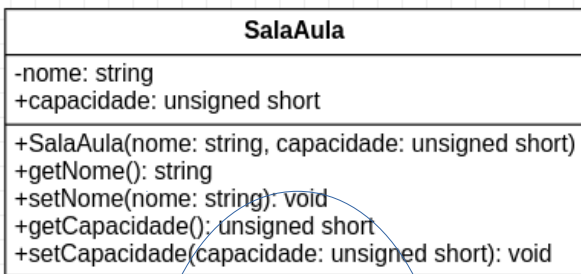 SalaAula
-nome: string
+capacidade: unsigned short
+SalaAula(nome: string, capacidade: unsigned short)
+getNome(): string
+setNome(nome: string): void
+getCapacidade(): unsigned short
+setCapacidade(capacidade: unsigned short): void